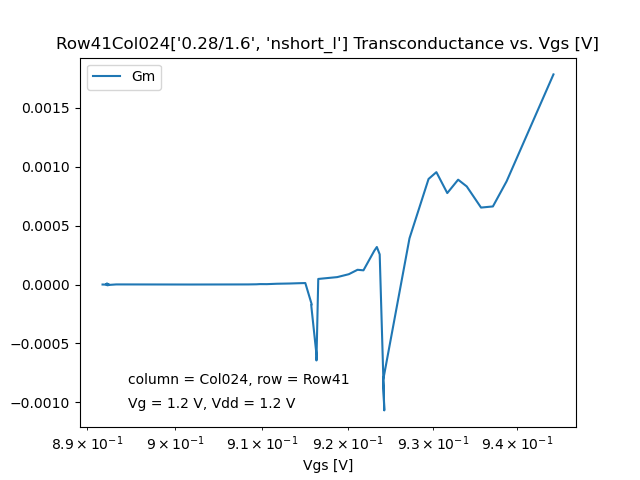 Row41Col024['0.28/1.6', 'nshort_l'] Transconductance vs. Vgs [V]
Gm
0.0015
0.0010
0.0005
0.0000
−0.0005
−0.0010
column = Col024, row = Row41
Vg = 1.2 V, Vdd = 1.2 V
8.9 × 10⁻¹ 9 × 10⁻¹ 9.1 × 10⁻¹ 9.2 × 10⁻¹ 9.3 × 10⁻¹ 9.4 × 10⁻¹
Vgs [V]